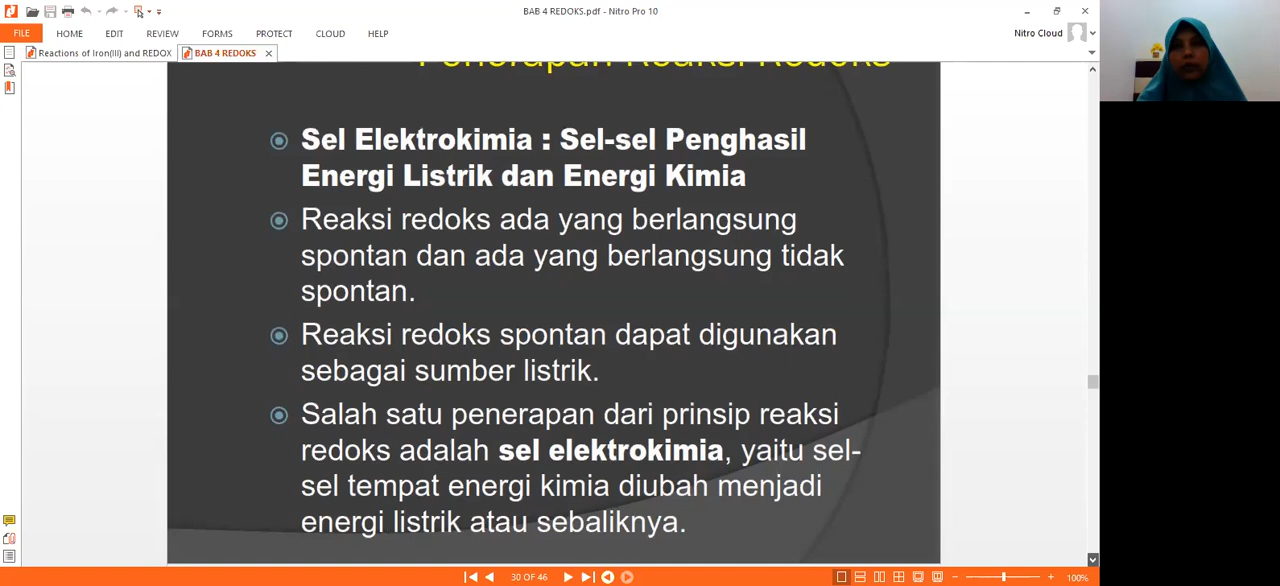 BAB 4 REDOKS.pdf - Nitro Pro 10
FILE HOME EDIT REVIEW FORMS PROTECT CLOUD HELP
Nitro Cloud
Reactions of Iron(III) and REDOX
BAB 4 REDOKS
Penerapan Reaksi Redoks
Sel Elektrokimia : Sel-sel Penghasil
Energi Listrik dan Energi Kimia
Reaksi redoks ada yang berlangsung
spontan dan ada yang berlangsung tidak
spontan.
Reaksi redoks spontan dapat digunakan
sebagai sumber listrik.
Salah satu penerapan dari prinsip reaksi
redoks adalah sel elektrokimia, yaitu sel-
sel tempat energi kimia diubah menjadi
energi listrik atau sebaliknya.
30 OF 46
100%